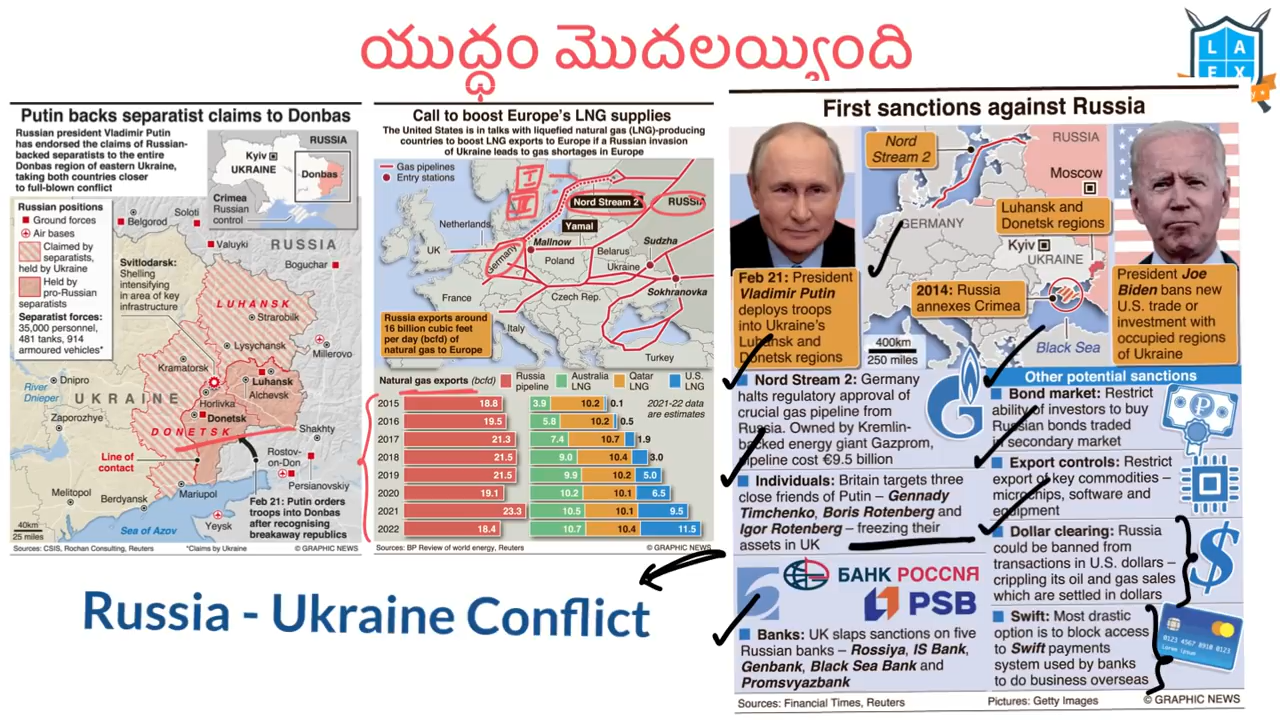 యుద్ధం మొదలయ్యింది
L A
E X
Putin backs separatist claims to Donbas
Russian president Vladimir Putin
has endorsed the claims of Russian-
backed separatists to the entire
Donbas region of eastern Ukraine,
taking both countries closer
to full-blown conflict
RUSSIA
Kyiv
UKRAINE
Donbas
Crimea
Russian
control
Russian positions
Ground forces
Air bases
Claimed by
separatists,
held by Ukraine
Held by
pro-Russian
separatists
Separatist forces:
35,000 personnel,
481 tanks, 914
armoured vehicles*
Belgorod
Soloti
Valuyki
RUSSIA
Boguchar
Svitlodarsk:
Shelling
intensifying
in area of key
infrastructure
LUHANSK
Starobilk
Lysychansk
Millerovo
Kramatorsk
River
Dnieper
Dnipro
UKRAINE
Luhansk
Alchevsk
Horlivka
Zaporozhye
Donetsk
DONETSK
Shakhty
Line of
contact
Rostov-
on-Don
Persianovskiy
Melitopol
Mariupol
Berdyansk
Feb 21: Putin orders
troops into Donbas
after recognising
breakaway republics
Yeysk
Sea of Azov
40km
25 miles
Sources: CSIS, Rochan Consulting, Reuters
*Claims by Ukraine
© GRAPHIC NEWS
Call to boost Europe's LNG supplies
The United States is in talks with liquefied natural gas (LNG)-producing
countries to boost LNG exports to Europe if a Russian invasion
of Ukraine leads to gas shortages in Europe
Gas pipelines
Entry stations
I
II
Nord Stream 2
RUSSIA
Netherlands
Yamal
UK
Germany
Mallnow
Belarus
Sudzha
Poland
Ukraine
Sokhranovka
France
Czech Rep.
Italy
Turkey
Russia exports around
16 billion cubic feet
per day (bcfd) of
natural gas to Europe
Natural gas exports (bcfd)
Russia
pipeline
Australia
LNG
Qatar
LNG
U.S.
LNG
2015 18.8 3.9 10.2 0.1
2021-22 data
are estimates
2016 19.5 5.8 10.2 0.5
2017 21.3 7.4 10.7 1.9
2018 21.5 9.0 10.4 3.0
2019 21.5 9.9 10.2 5.0
2020 19.1 10.2 10.1 6.5
2021 23.3 10.5 10.1 9.5
2022 18.4 10.7 10.4 11.5
Sources: BP Review of world energy, Reuters
© GRAPHIC NEWS
Russia - Ukraine Conflict
First sanctions against Russia
Nord
Stream 2
RUSSIA
Moscow
Luhansk and
Donetsk regions
GERMANY
Kyiv
UKRAINE
2014: Russia
annexes Crimea
Black Sea
400km
250 miles
Feb 21: President
Vladimir Putin
deploys troops
into Ukraine's
Luhansk and
Donetsk regions
President Joe
Biden bans new
U.S. trade or
investment with
occupied regions
of Ukraine
Nord Stream 2: Germany
halts regulatory approval of
crucial gas pipeline from
Russia. Owned by Kremlin-
backed energy giant Gazprom,
pipeline cost €9.5 billion
Individuals: Britain targets three
close friends of Putin – Gennady
Timchenko, Boris Rotenberg and
Igor Rotenberg – freezing their
assets in UK
БАНК РОССИЯ
PSB
Banks: UK slaps sanctions on five
Russian banks – Rossiya, IS Bank,
Genbank, Black Sea Bank and
Promsvyazbank
Other potential sanctions
Bond market: Restrict
ability of investors to buy
Russian bonds traded
in secondary market
Export controls: Restrict
export of key commodities –
microchips, software and
equipment
Dollar clearing: Russia
could be banned from
transactions in U.S. dollars –
crippling its oil and gas sales
which are settled in dollars
$
Swift: Most drastic
option is to block access
to Swift payments
system used by banks
to do business overseas
0123 4567 8910 0123
Lorem Ipsum
Sources: Financial Times, Reuters
Pictures: Getty Images
© GRAPHIC NEWS